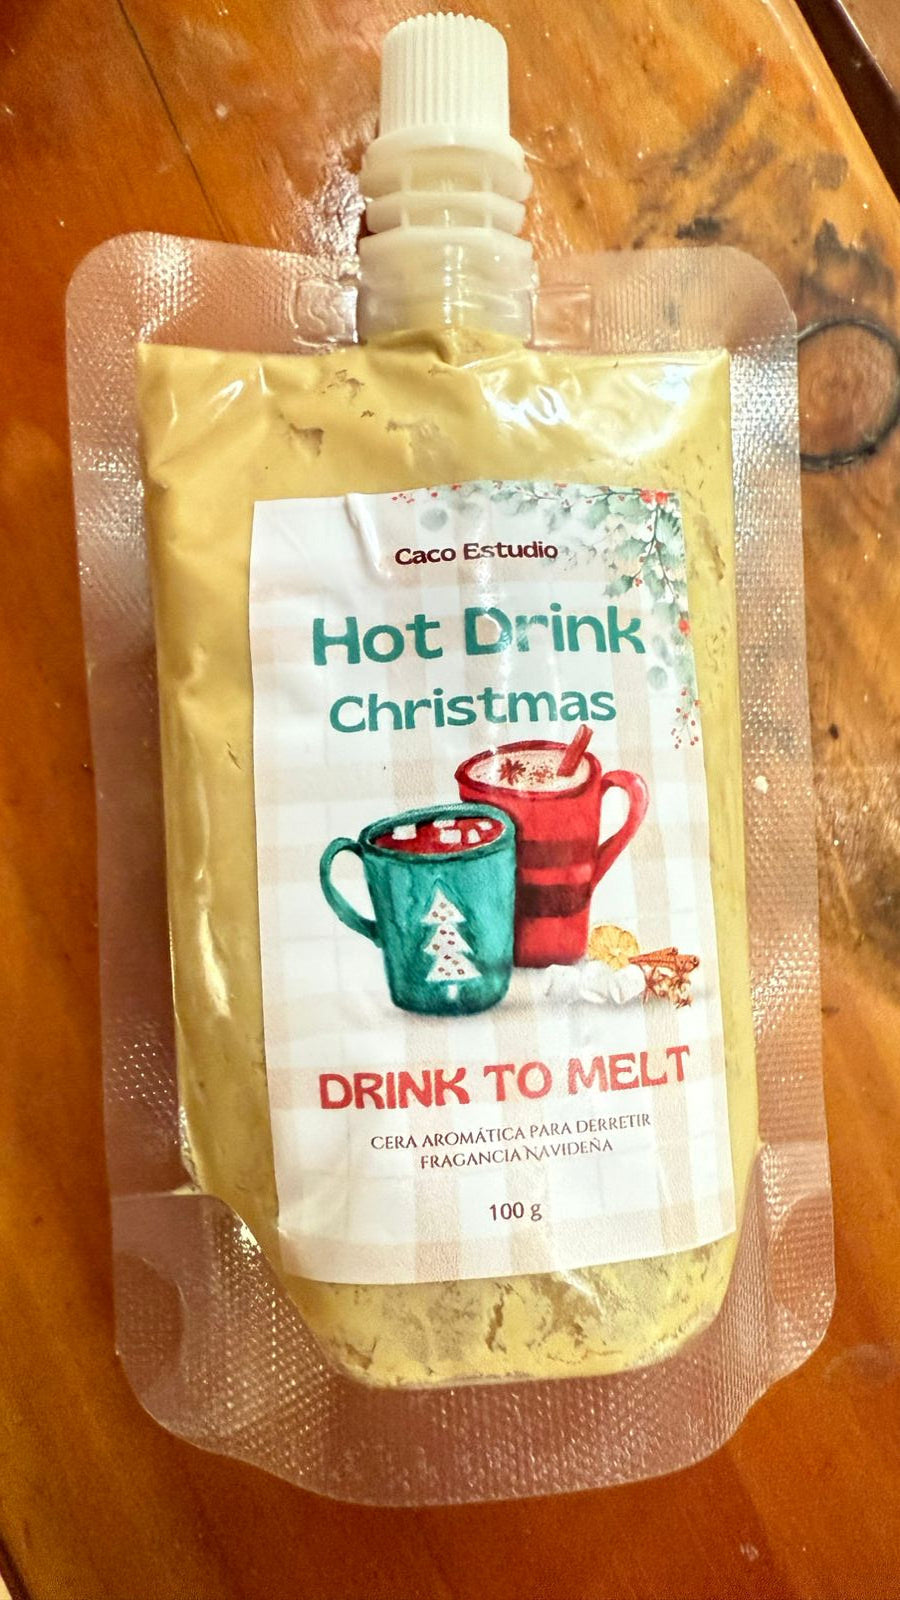 Caco Estudio
Hot Drink
Christmas
DRINK TO MELT
CERA AROMÁTICA PARA DERRETIR
FRAGANCIA NAVIDEÑA
100 g